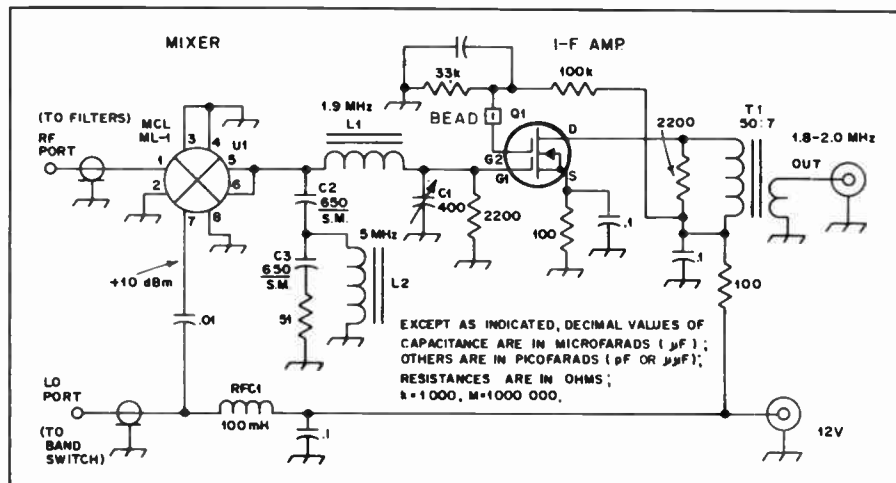 MIXER
I-F AMP.
33k
100k
BEAD
Q1
D
G2
G1
S
T1
50:7
2200
1.8-2.0 MHz
OUT
(TO FILTERS)
RF
PORT
MCL
ML-1
U1
1
2
3
4
5
6
7
8
1.9 MHz
L1
C2
650
S.M.
C1
400
2200
100
.1
.1
100
5 MHz
C3
650
S.M.
L2
51
+10 dBm
.01
EXCEPT AS INDICATED, DECIMAL VALUES OF
CAPACITANCE ARE IN MICROFARADS (µF);
OTHERS ARE IN PICOFARADS (pF OR µµF);
RESISTANCES ARE IN OHMS;
k=1000, M=1000 000.
LO
PORT
(TO
BAND
SWITCH)
RFC1
100mH
.1
12V